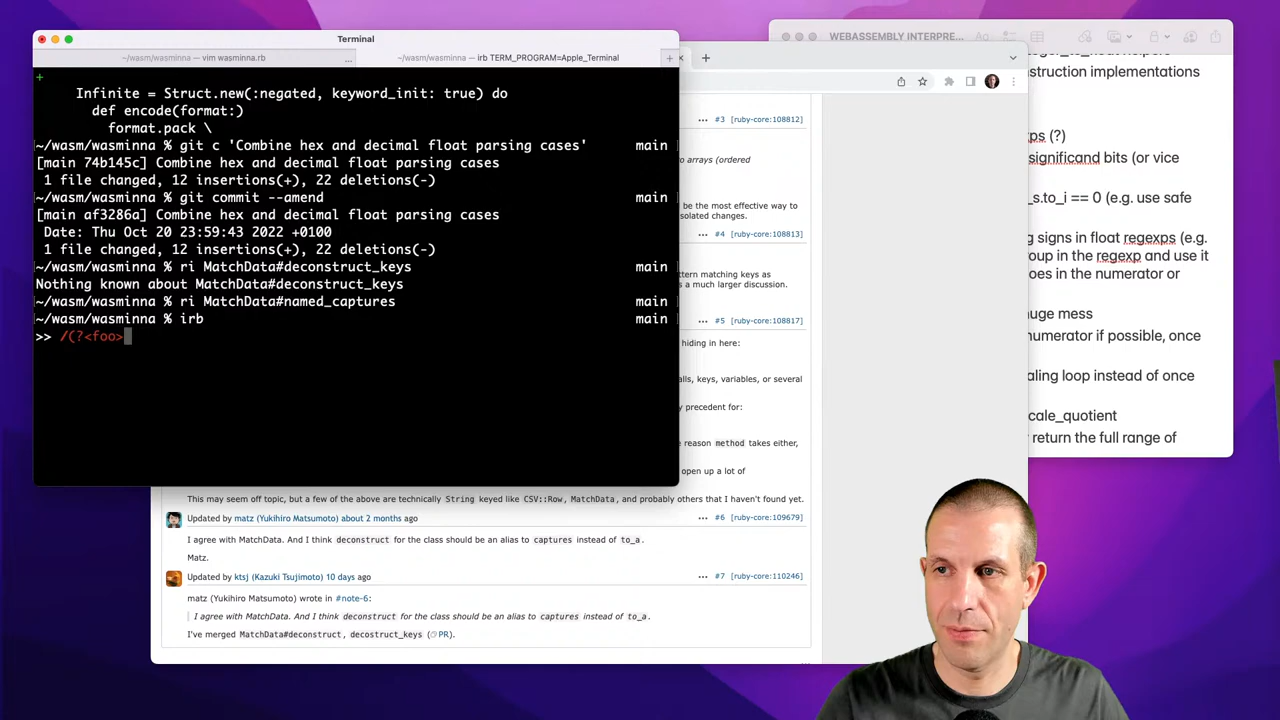 Terminal
~/wasm/wasminna — vim wasminna.rb ...
~/wasm/wasminna — irb TERM_PROGRAM=Apple_Terminal
+
Infinite = Struct.new(:negated, keyword_init: true) do
def encode(format:)
format.pack \
~/wasm/wasminna % git c 'Combine hex and decimal float parsing cases' main
[main 74b145c] Combine hex and decimal float parsing cases
1 file changed, 12 insertions(+), 22 deletions(-)
~/wasm/wasminna % git commit --amend main
[main af3286a] Combine hex and decimal float parsing cases
Date: Thu Oct 20 23:59:43 2022 +0100
1 file changed, 12 insertions(+), 22 deletions(-)
~/wasm/wasminna % ri MatchData#deconstruct_keys main
Nothing known about MatchData#deconstruct_keys
~/wasm/wasminna % ri MatchData#named_captures main
~/wasm/wasminna % irb main
>> /(?<foo>
#3 [ruby-core:108812]
to arrays (ordered
be the most effective way to
solated changes.
#4 [ruby-core:108813]
ttern matching keys as
s a much larger discussion.
#5 [ruby-core:108817]
hiding in here:
alls, keys, variables, or several
y precedent for:
e reason method takes either,
open up a lot of
This may seem off topic, but a few of the above are technically String keyed like CSV::Row, MatchData, and probably others that I haven't found yet.
Updated by matz (Yukihiro Matsumoto) about 2 months ago #6 [ruby-core:109679]
I agree with MatchData. And I think deconstruct for the class should be an alias to captures instead of to_a.
Matz.
Updated by ktsj (Kazuki Tsujimoto) 10 days ago #7 [ruby-core:110246]
matz (Yukihiro Matsumoto) wrote in #note-6:
I agree with MatchData. And I think deconstruct for the class should be an alias to captures instead of to_a.
I've merged MatchData#deconstruct, decostruct_keys (PR).
WEBASSEMBLY INTERPRE...
struction implementations
xps (?)
significand bits (or vice
_s.to_i == 0 (e.g. use safe
g signs in float regexps (e.g.
oup in the regexp and use it
oes in the numerator or
huge mess
numerator if possible, once
aling loop instead of once
cale_quotient
return the full range of